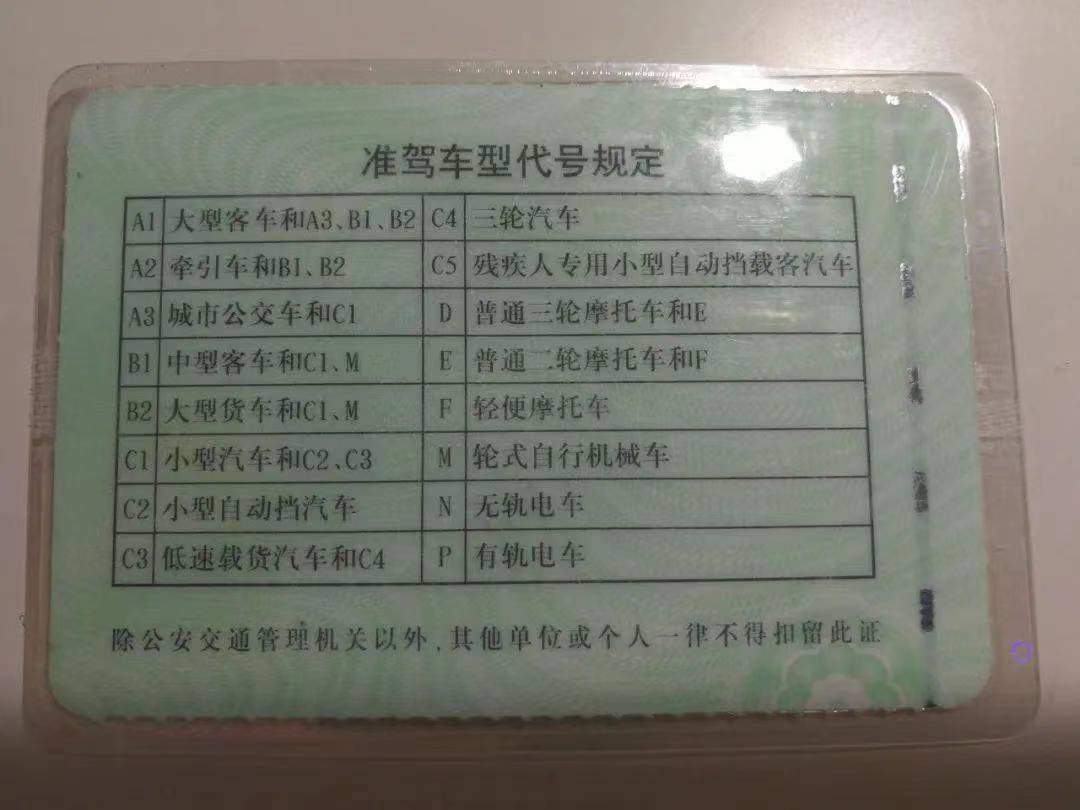 准驾车型代号规定
A1 大型客车和A3、B1、B2 C4 三轮汽车
A2 牵引车和B1、B2 C5 残疾人专用小型自动挡载客汽车
A3 城市公交车和C1 D 普通三轮摩托车和E
B1 中型客车和C1、M E 普通二轮摩托车和F
B2 大型货车和C1、M F 轻便摩托车
C1 小型汽车和C2、C3 M 轮式自行机械车
C2 小型自动挡汽车 N 无轨电车
C3 低速载货汽车和C4 P 有轨电车
除公安交通管理机关以外,其他单位或个人一律不得扣留此证